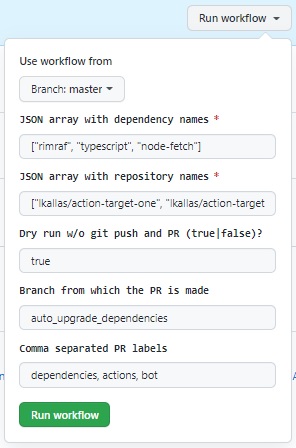 Run workflow
Use workflow from
Branch: master
JSON array with dependency names *
["rimraf", "typescript", "node-fetch"]
JSON array with repository names *
["lkalias/action-target-one", "lkalias/action-target
Dry run w/o git push and PR (true|false)?
true
Branch from which the PR is made
auto_upgrade_dependencies
Comma separated PR labels
dependencies, actions, bot
Run workflow